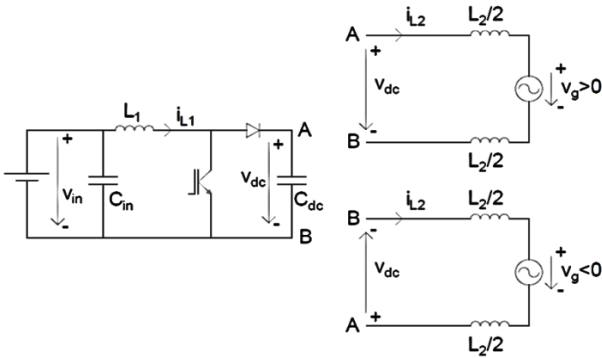 L1
iL1
A
+
vin
-
Cin
+
vdc
-
Cdc
B
A
iL2
L2/2
+
vdc
-
+
vg>0
-
B
L2/2
B
iL2
L2/2
-
vdc
+
+
vg<0
-
A
L2/2